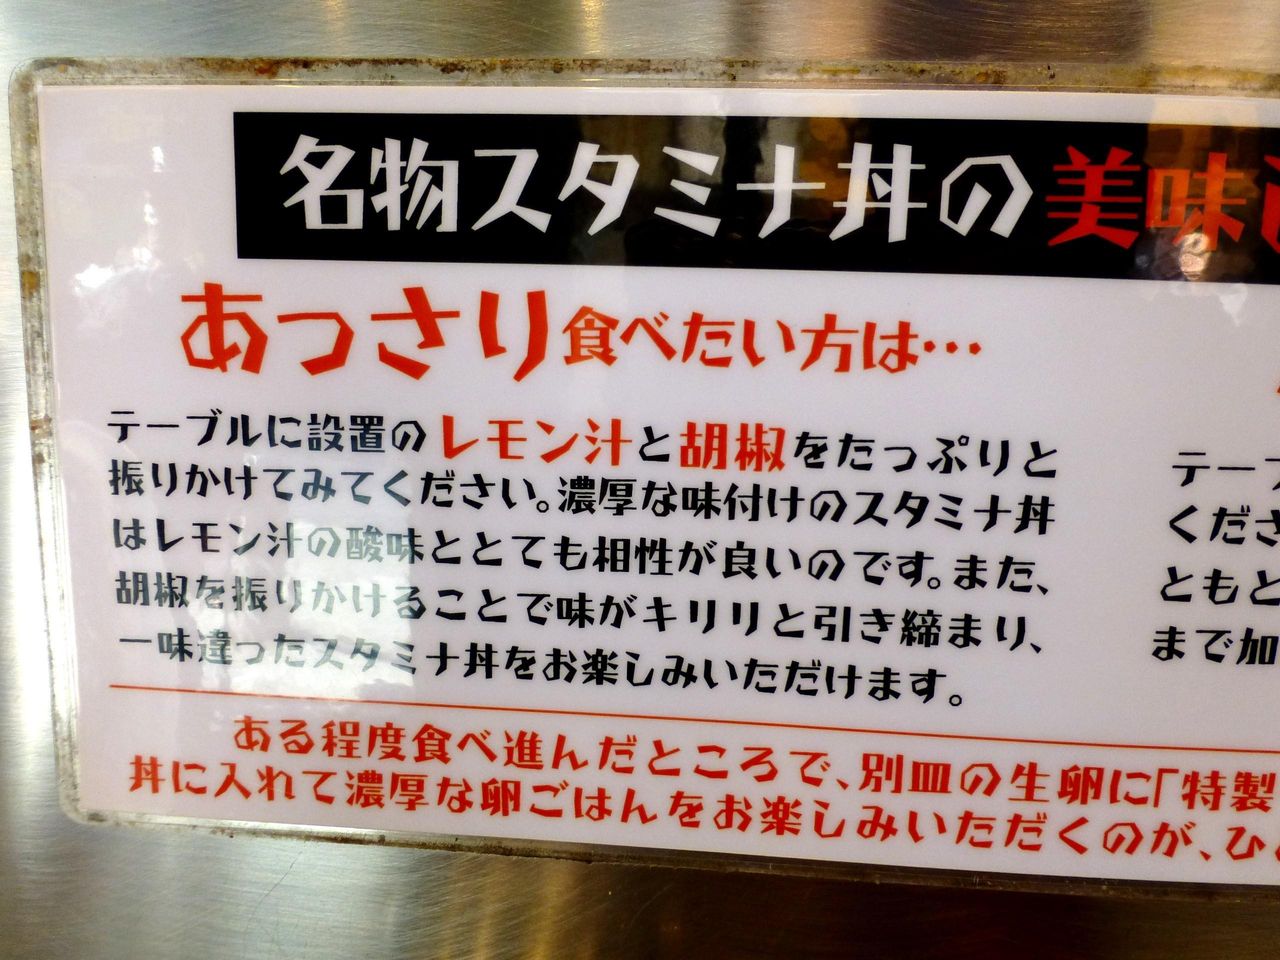 名物スタミナ丼の美味
あっさり食べたい方は…
テーブルに設置のレモン汁と胡椒をたっぷりと
振りかけてみてください。濃厚な味付けのスタミナ丼
はレモン汁の酸味ととても相性が良いのです。また、
胡椒を振りかけることで味がキリリと引き締まり、
一味違ったスタミナ丼をお楽しみいただけます。
テー
くださ
ともと
まで加
ある程度食べ進んだところで、別皿の生卵に「特製
丼に入れて濃厚な卵ごはんをお楽しみいただくのが、ひ